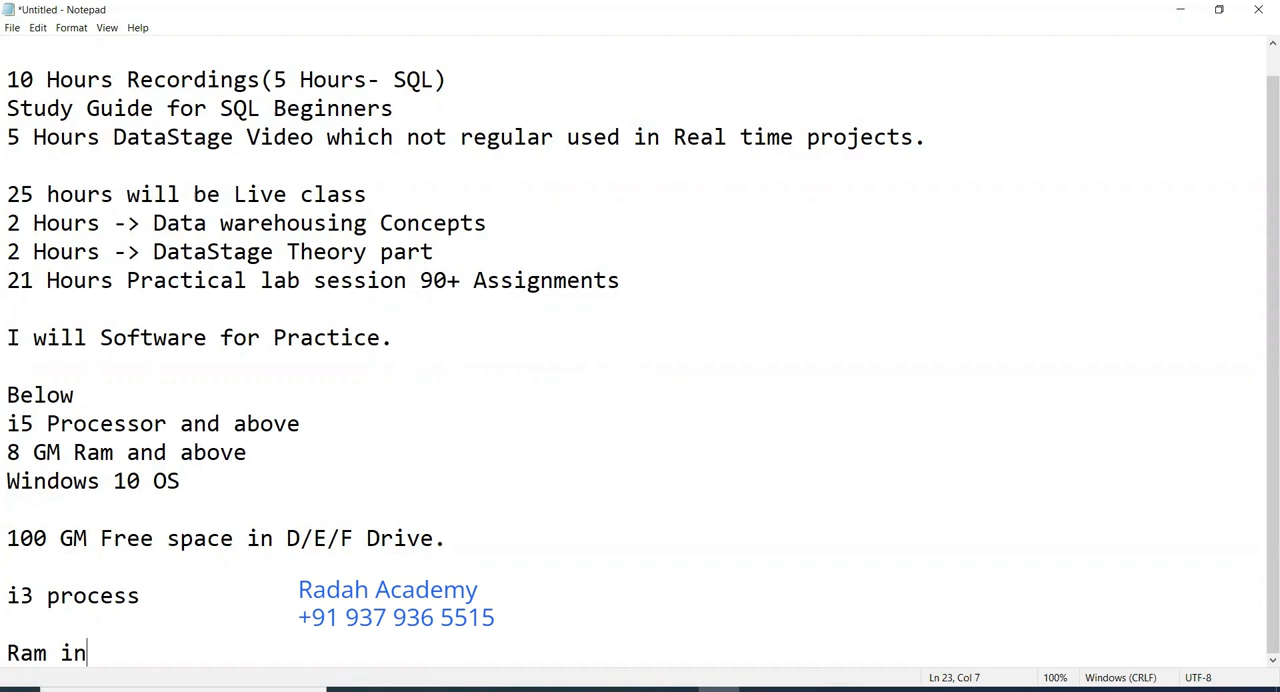 *Untitled - Notepad
File Edit Format View Help
10 Hours Recordings(5 Hours- SQL)
Study Guide for SQL Beginners
5 Hours DataStage Video which not regular used in Real time projects.
25 hours will be Live class
2 Hours -> Data warehousing Concepts
2 Hours -> DataStage Theory part
21 Hours Practical lab session 90+ Assignments
I will Software for Practice.
Below
i5 Processor and above
8 GM Ram and above
Windows 10 OS
100 GM Free space in D/E/F Drive.
i3 process
Radah Academy
+91 937 936 5515
Ram in
Ln 23, Col 7 100% Windows (CRLF) UTF-8